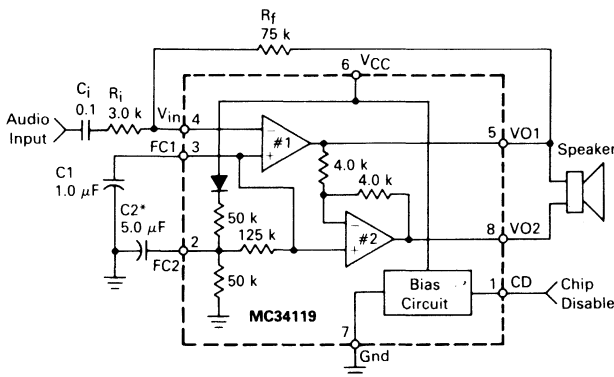 Rf
75 k
6 VCC
Ci
0.1
Ri
3.0 k
Audio
Input
Vin 4
FC1 3
−
+
#1
5 VO1
Speaker
C1
1.0 μF
C2*
5.0 μF
4.0 k
4.0 k
50 k
125 k
−
+
#2
2
FC2
8 VO2
50 k
MC34119
Bias
Circuit
1 CD
Chip
Disable
7
Gnd